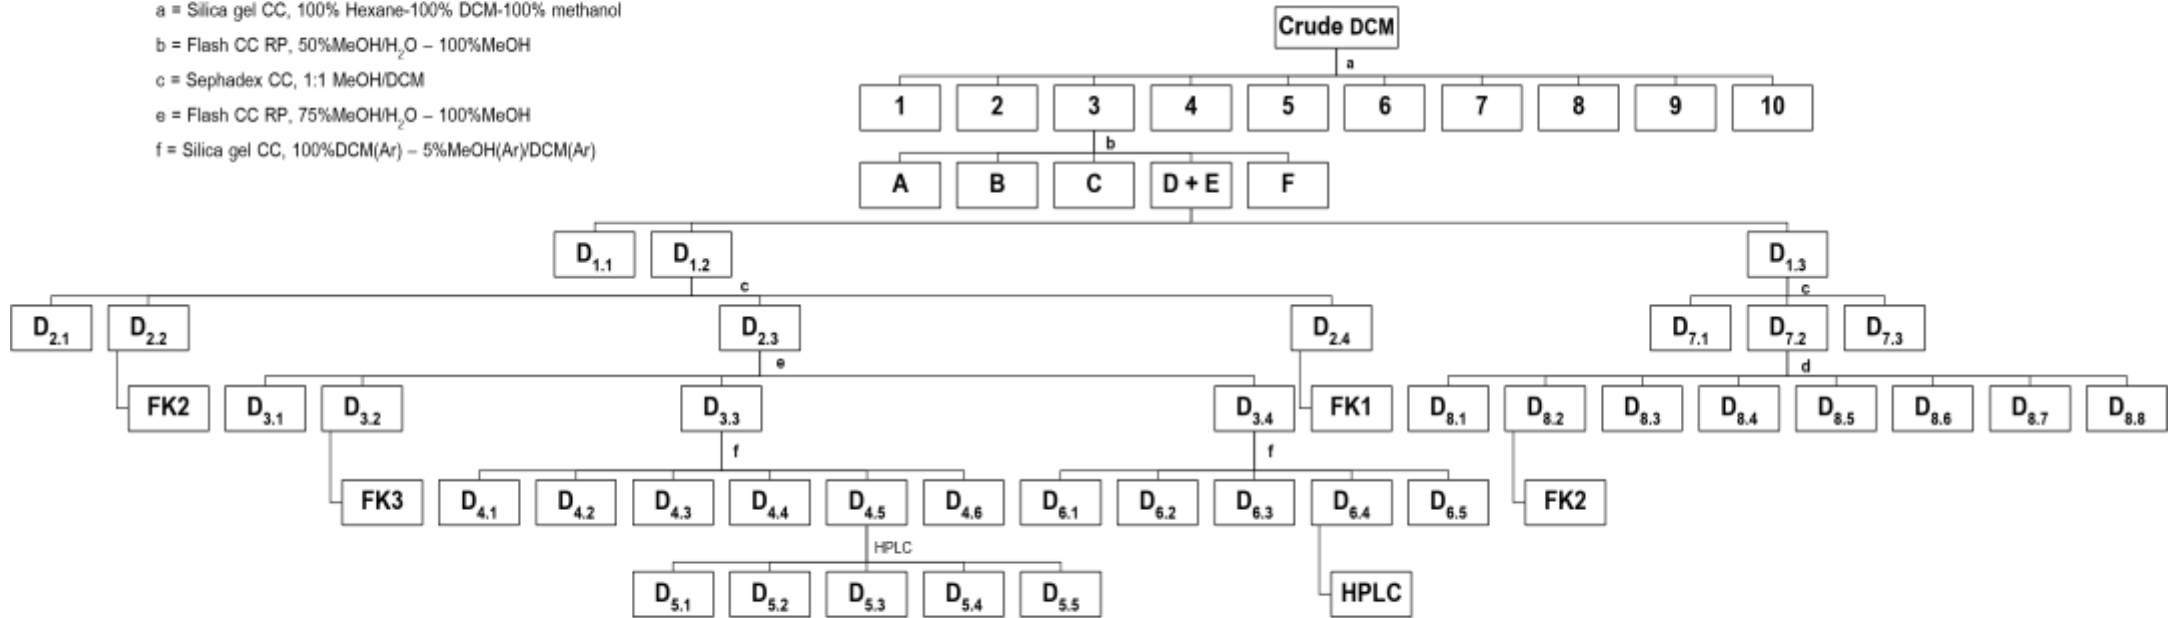 a = Silica gel CC, 100% Hexane-100% DCM-100% methanol
b = Flash CC RP, 50%MeOH/H₂O – 100%MeOH
c = Sephadex CC, 1:1 MeOH/DCM
e = Flash CC RP, 75%MeOH/H₂O – 100%MeOH
f = Silica gel CC, 100%DCM(Ar) – 5%MeOH(Ar)/DCM(Ar)
Crude DCM
a
1 2 3 4 5 6 7 8 9 10
b
A B C D + E F
D1.1 D1.2 D1.3
c c
D2.1 D2.2 D2.3 D2.4 D7.1 D7.2 D7.3
e d
FK2 D3.1 D3.2 D3.3 D3.4 FK1 D8.1 D8.2 D8.3 D8.4 D8.5 D8.6 D8.7 D8.8
f f
FK3 D4.1 D4.2 D4.3 D4.4 D4.5 D4.6 D6.1 D6.2 D6.3 D6.4 D6.5 FK2
HPLC
D5.1 D5.2 D5.3 D5.4 D5.5 HPLC